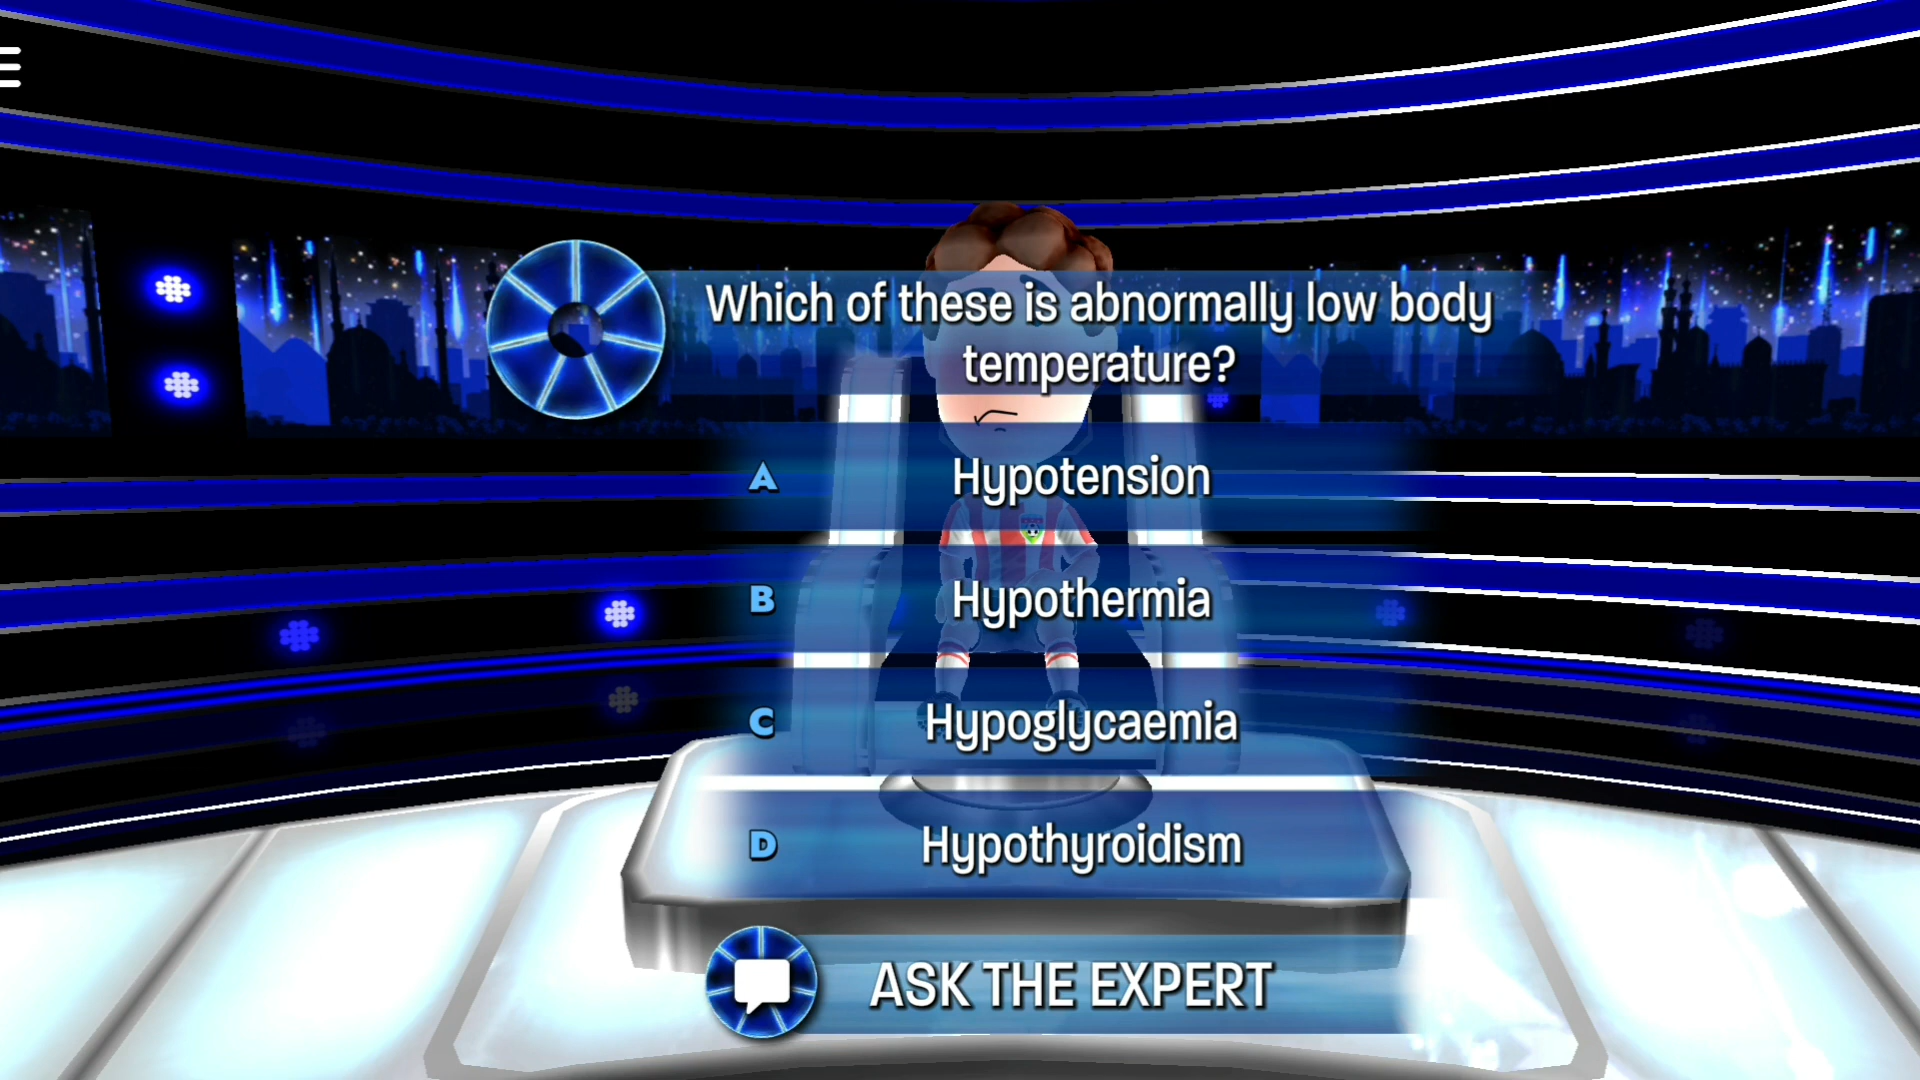 Which of these is abnormally low body
temperature?
A Hypotension
B Hypothermia
C Hypoglycaemia
D Hypothyroidism
ASK THE EXPERT